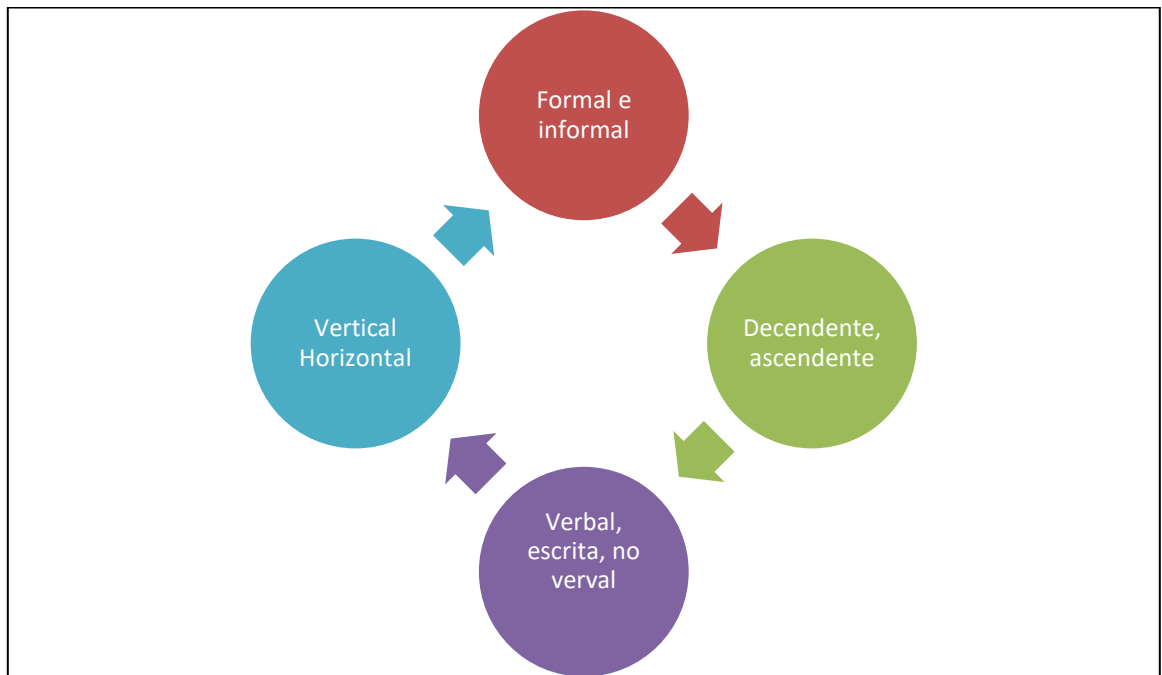 Formal e
informal
Decendente,
ascendente
Verbal,
escrita, no
verval
Vertical
Horizontal